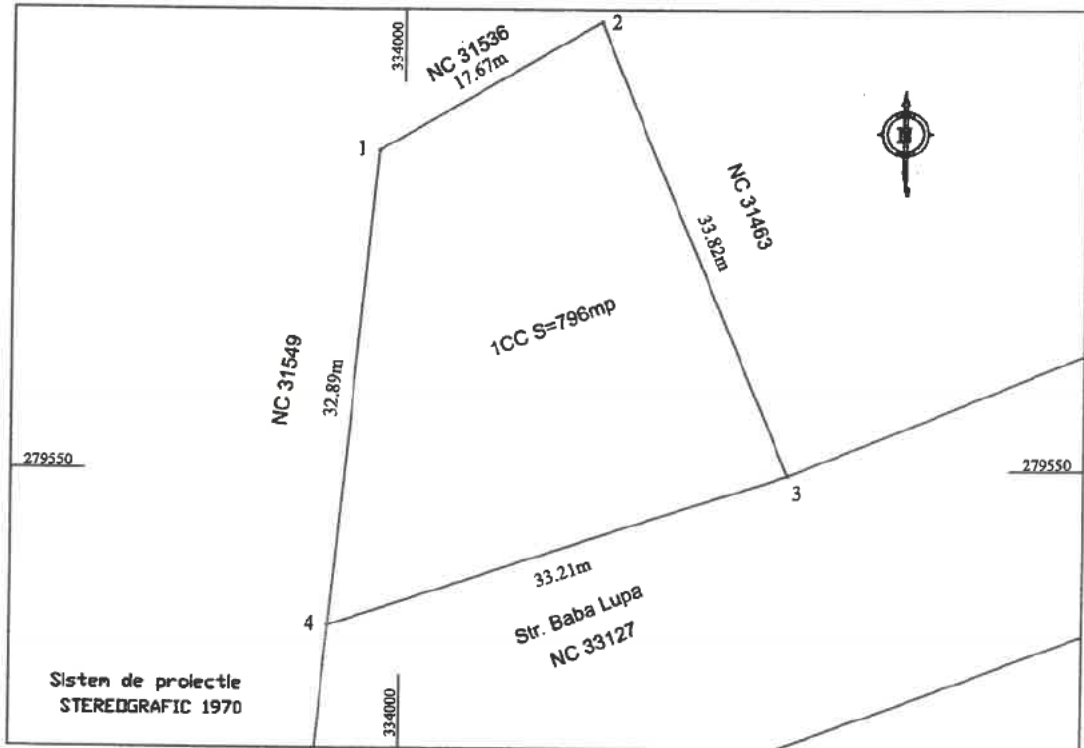 334000
NC 31536
17.67m
2
1
N
NC 31463
33.82m
1CC S=796mp
NC 31549
32.89m
279550
279550
3
33.21m
4
Str. Baba Lupa
NC 33127
Sistem de proiectie
STEREOGRAFIC 1970
334000